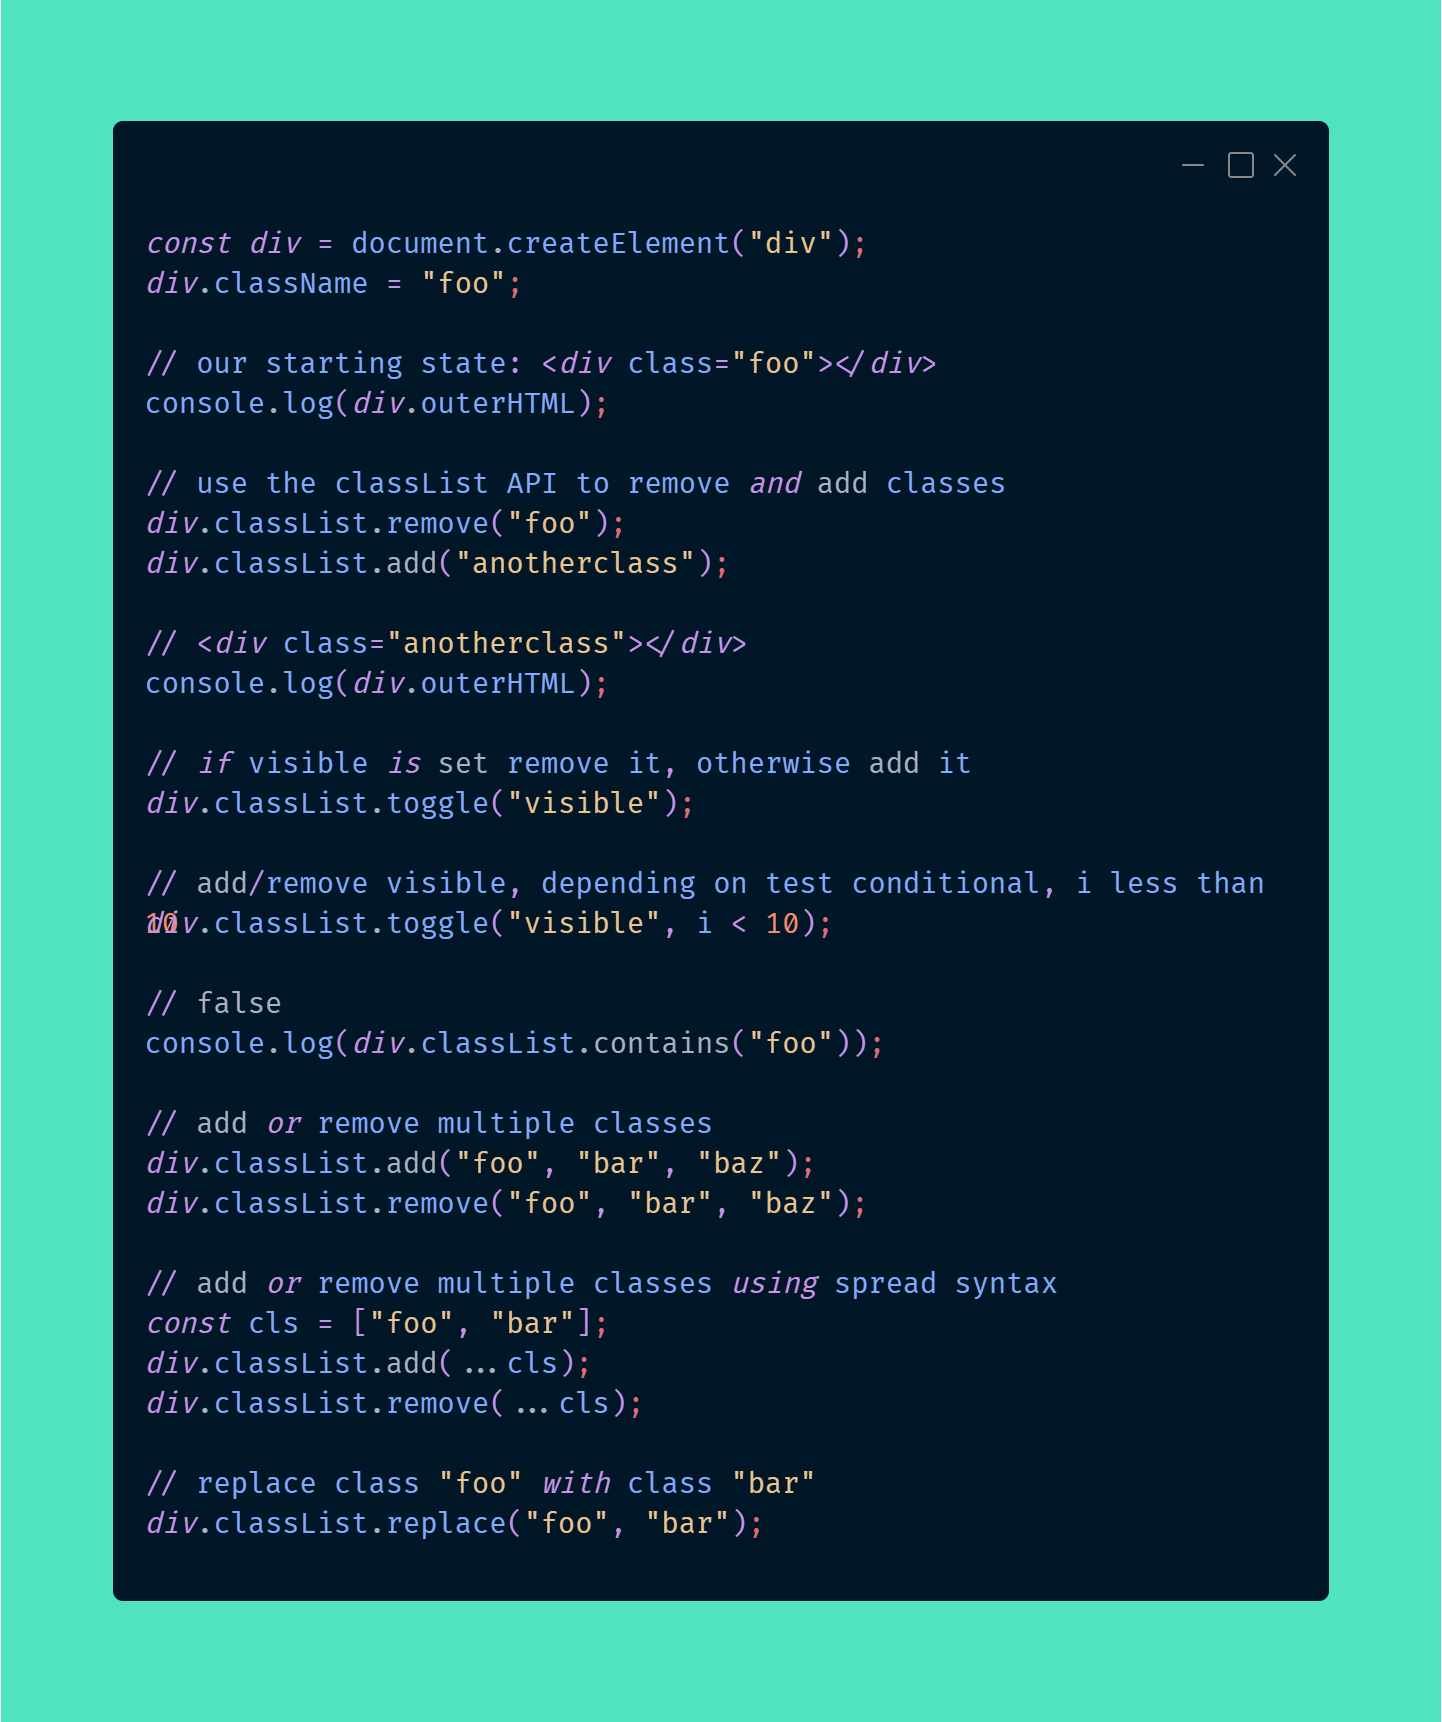 const div = document.createElement("div");
div.className = "foo";
// our starting state: <div class="foo"></div>
console.log(div.outerHTML);
// use the classList API to remove and add classes
div.classList.remove("foo");
div.classList.add("anotherclass");
// <div class="anotherclass"></div>
console.log(div.outerHTML);
// if visible is set remove it, otherwise add it
div.classList.toggle("visible");
// add/remove visible, depending on test conditional, i less than
10
div.classList.toggle("visible", i < 10);
// false
console.log(div.classList.contains("foo"));
// add or remove multiple classes
div.classList.add("foo", "bar", "baz");
div.classList.remove("foo", "bar", "baz");
// add or remove multiple classes using spread syntax
const cls = ["foo", "bar"];
div.classList.add(...cls);
div.classList.remove(...cls);
// replace class "foo" with class "bar"
div.classList.replace("foo", "bar");